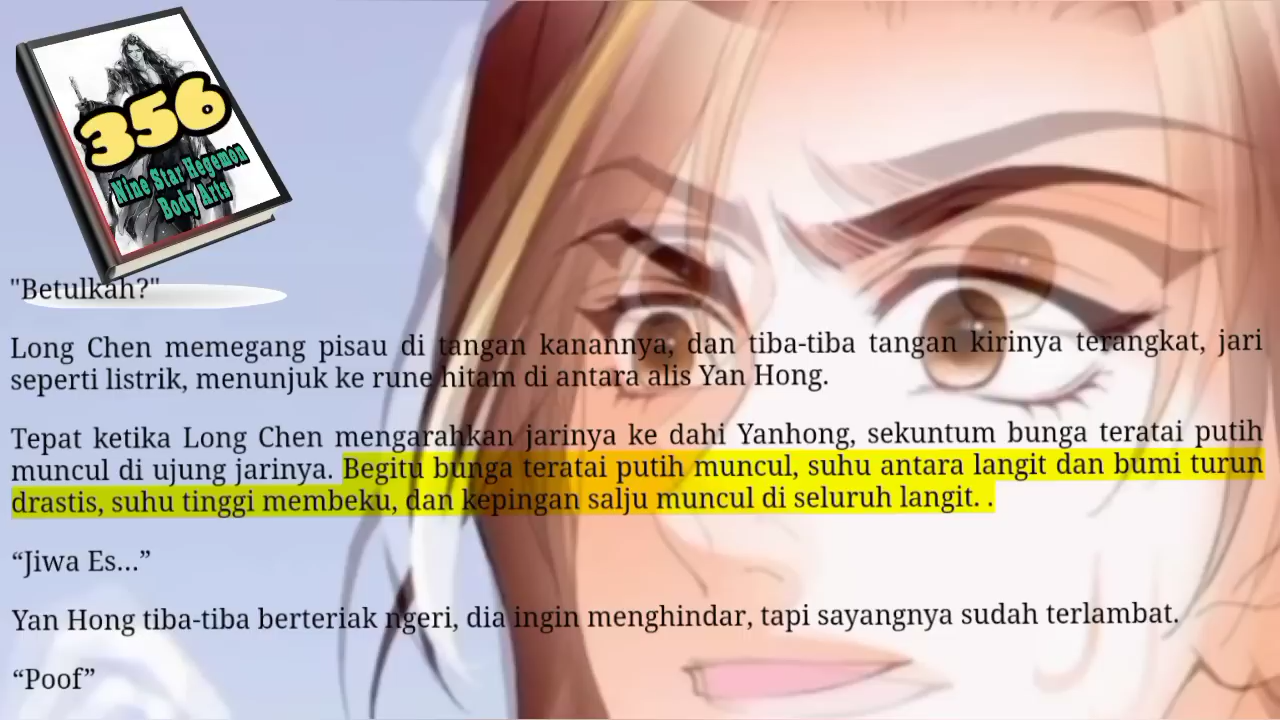 356
Nine Star Hegemon
Body Arts
"Betulkah?"
Long Chen memegang pisau di tangan kanannya, dan tiba-tiba tangan kirinya terangkat, jari
seperti listrik, menunjuk ke rune hitam di antara alis Yan Hong.
Tepat ketika Long Chen mengarahkan jarinya ke dahi Yanhong, sekuntum bunga teratai putih
muncul di ujung jarinya. Begitu bunga teratai putih muncul, suhu antara langit dan bumi turun
drastis, suhu tinggi membeku, dan kepingan salju muncul di seluruh langit. .
“Jiwa Es…”
Yan Hong tiba-tiba berteriak ngeri, dia ingin menghindar, tapi sayangnya sudah terlambat.
“Poof”